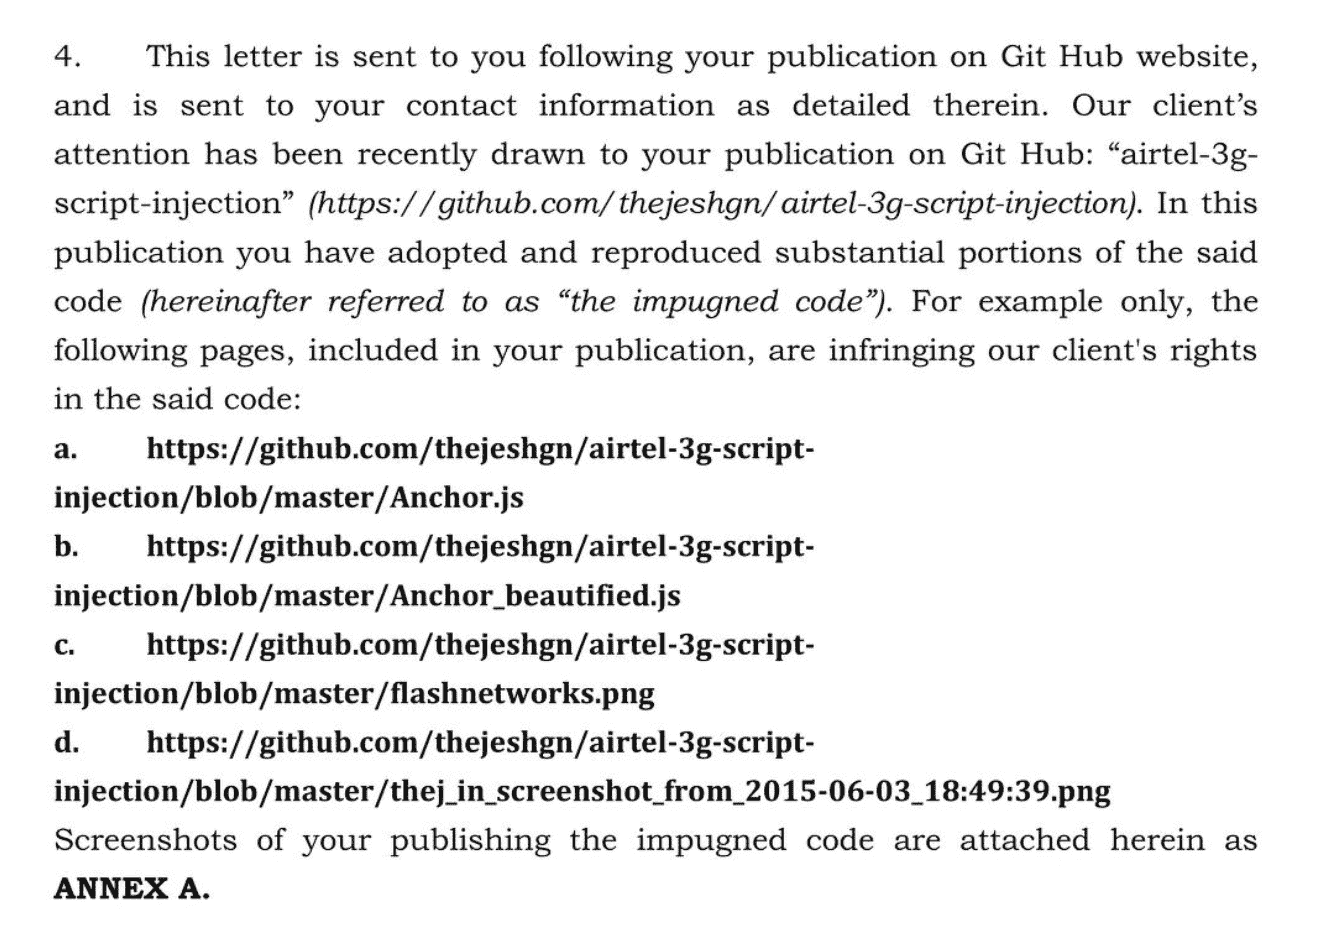 4. This letter is sent to you following your publication on Git Hub website,
and is sent to your contact information as detailed therein. Our client’s
attention has been recently drawn to your publication on Git Hub: “airtel-3g-
script-injection” (https://github.com/thejeshgn/airtel-3g-script-injection). In this
publication you have adopted and reproduced substantial portions of the said
code (hereinafter referred to as “the impugned code”). For example only, the
following pages, included in your publication, are infringing our client's rights
in the said code:
a. https://github.com/thejeshgn/airtel-3g-script-
injection/blob/master/Anchor.js
b. https://github.com/thejeshgn/airtel-3g-script-
injection/blob/master/Anchor_beautified.js
c. https://github.com/thejeshgn/airtel-3g-script-
injection/blob/master/flashnetworks.png
d. https://github.com/thejeshgn/airtel-3g-script-
injection/blob/master/thej_in_screenshot_from_2015-06-03_18:49:39.png
Screenshots of your publishing the impugned code are attached herein as
ANNEX A.